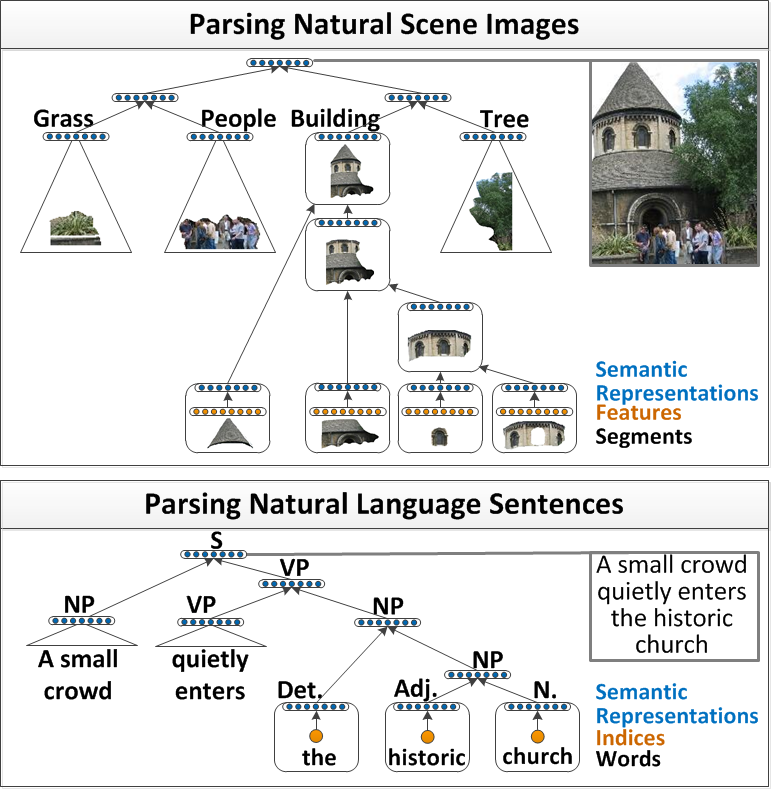 Parsing Natural Scene Images
Grass
People
Building
Tree
Semantic
Representations
Features
Segments
Parsing Natural Language Sentences
S
VP
NP
VP
NP
A small
crowd
quietly
enters
NP
Det.
Adj.
N.
the
historic
church
A small crowd
quietly enters
the historic
church
Semantic
Representations
Indices
Words